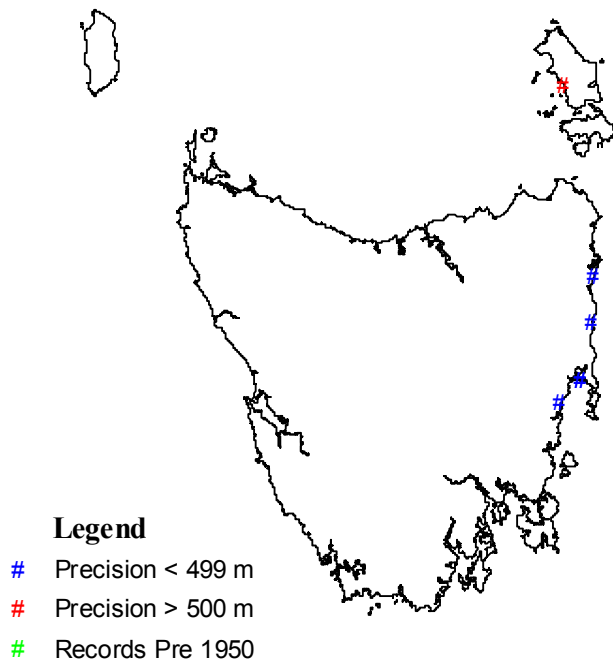 Legend
# Precision < 499 m
# Precision > 500 m
# Records Pre 1950